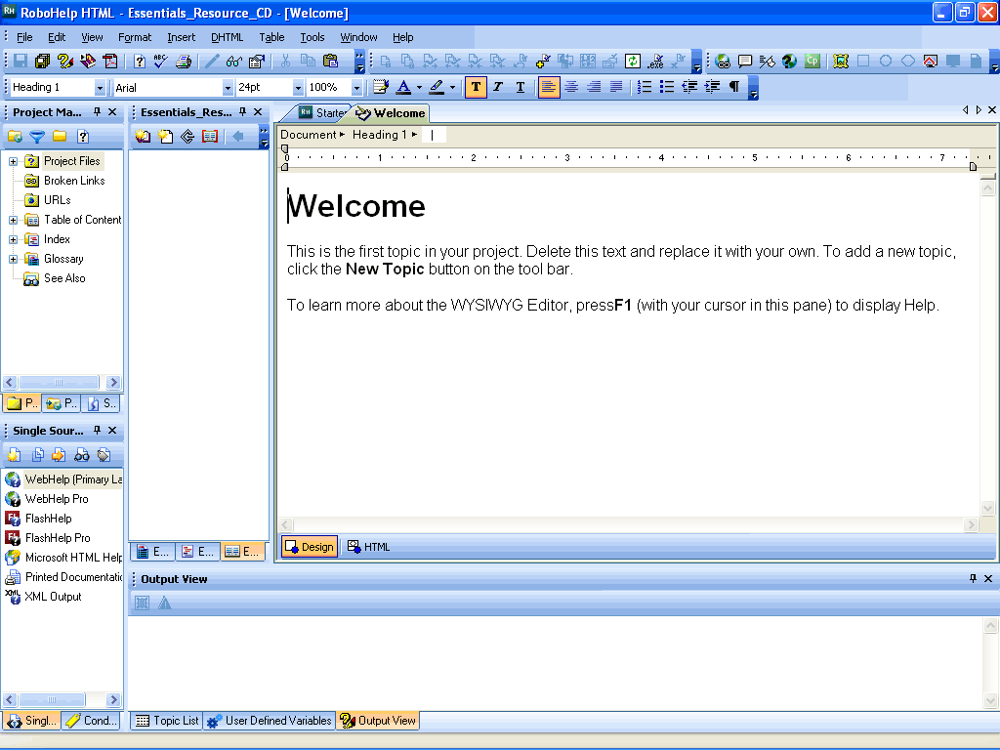 RoboHelp HTML - Essentials_Resource_CD - [Welcome]
File Edit View Format Insert DHTML Table Tools Window Help
Heading 1 Arial 24pt 100%
Project Ma...
Project Files
Broken Links
URLs
Table of Content
Index
Glossary
See Also
P.. P.. S..
Single Sour...
WebHelp (Primary La
WebHelp Pro
FlashHelp
FlashHelp Pro
Microsoft HTML Help
Printed Documentatio
XML Output
Singl... Cond...
Essentials_Res...
E... E... E...
Starte Welcome
Document Heading 1
0 1 2 3 4 5 6 7
Welcome
This is the first topic in your project. Delete this text and replace it with your own. To add a new topic,
click the New Topic button on the tool bar.
To learn more about the WYSIWYG Editor, pressF1 (with your cursor in this pane) to display Help.
Design HTML
Output View
Topic List User Defined Variables Output View